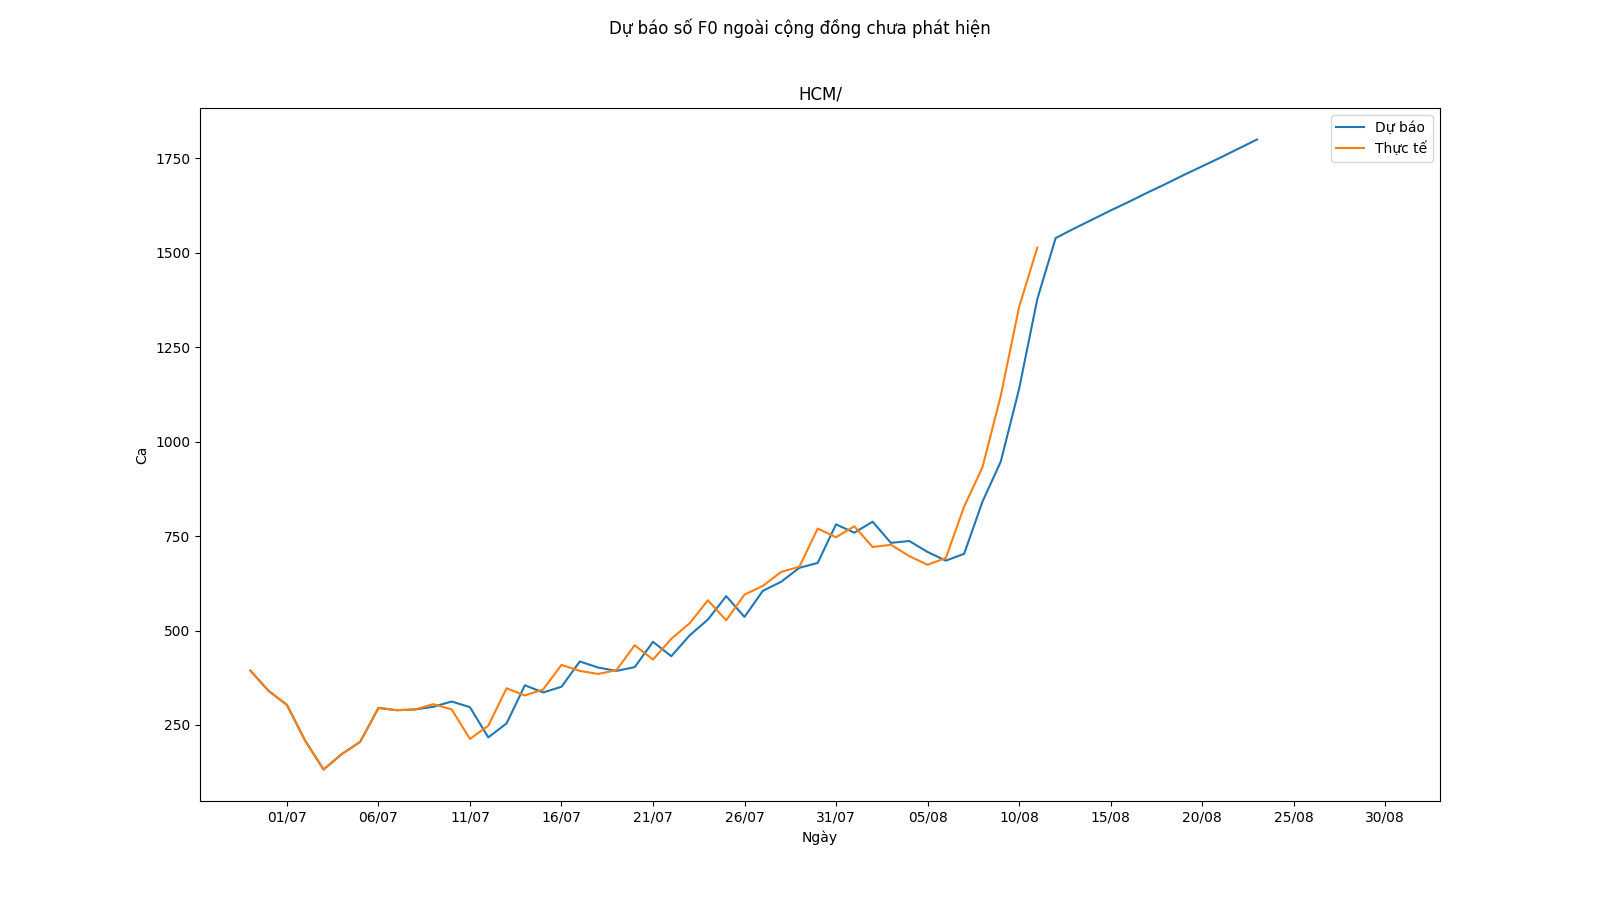 Dự báo số F0 ngoài cộng đồng chưa phát hiện
HCM/
Dự báo
Thực tế
1750
1500
1250
1000
750
500
250
Ca
01/07 06/07 11/07 16/07 21/07 26/07 31/07 05/08 10/08 15/08 20/08 25/08 30/08
Ngày